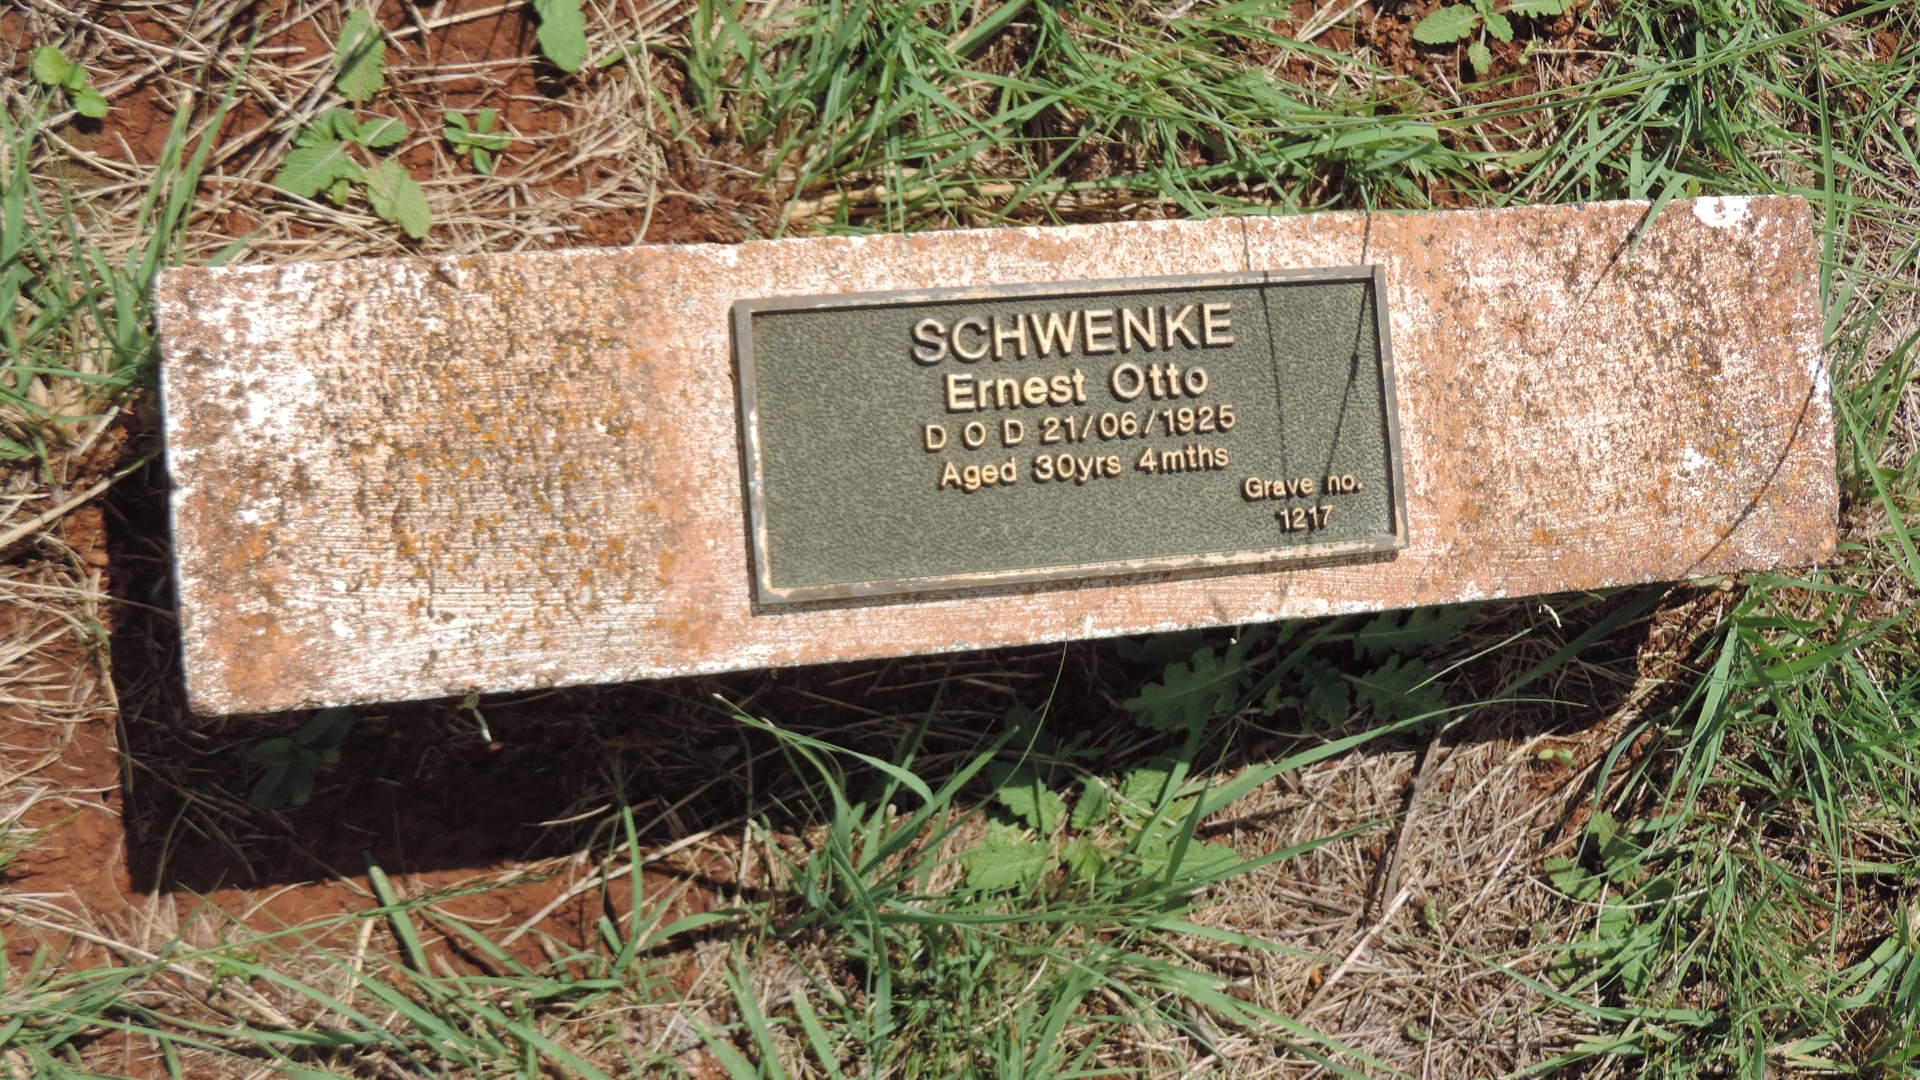 SCHWENKE
Ernest Otto
D O D 21/06/1925
Aged 30yrs 4mths
Grave no.
1217